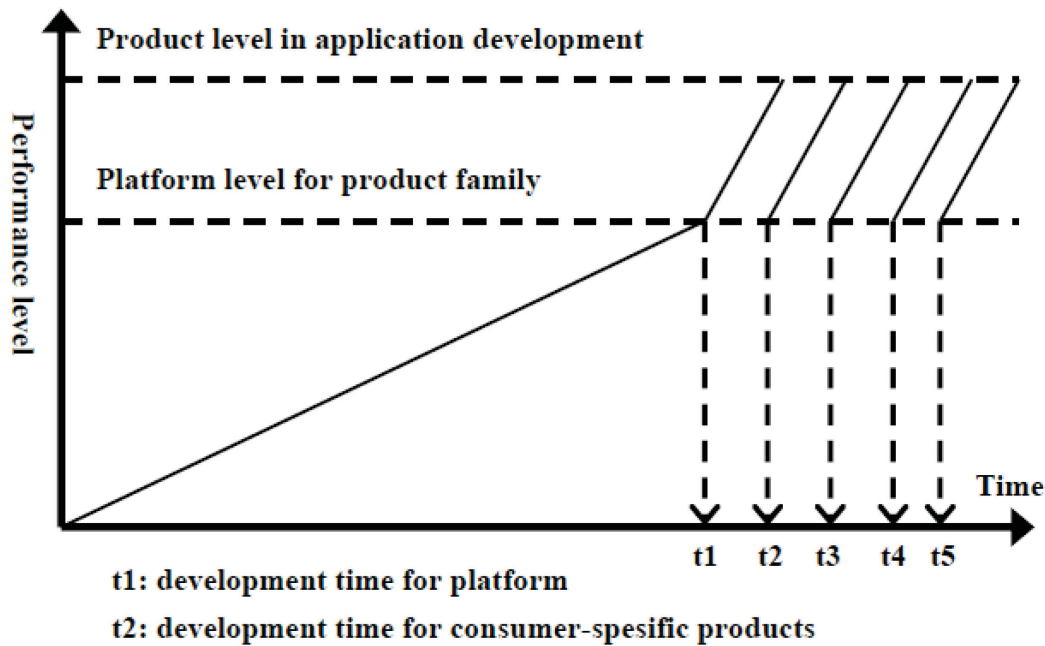 Product level in application development
Platform level for product family
Performance level
Time
t1 t2 t3 t4 t5
t1: development time for platform
t2: development time for consumer-spesific products